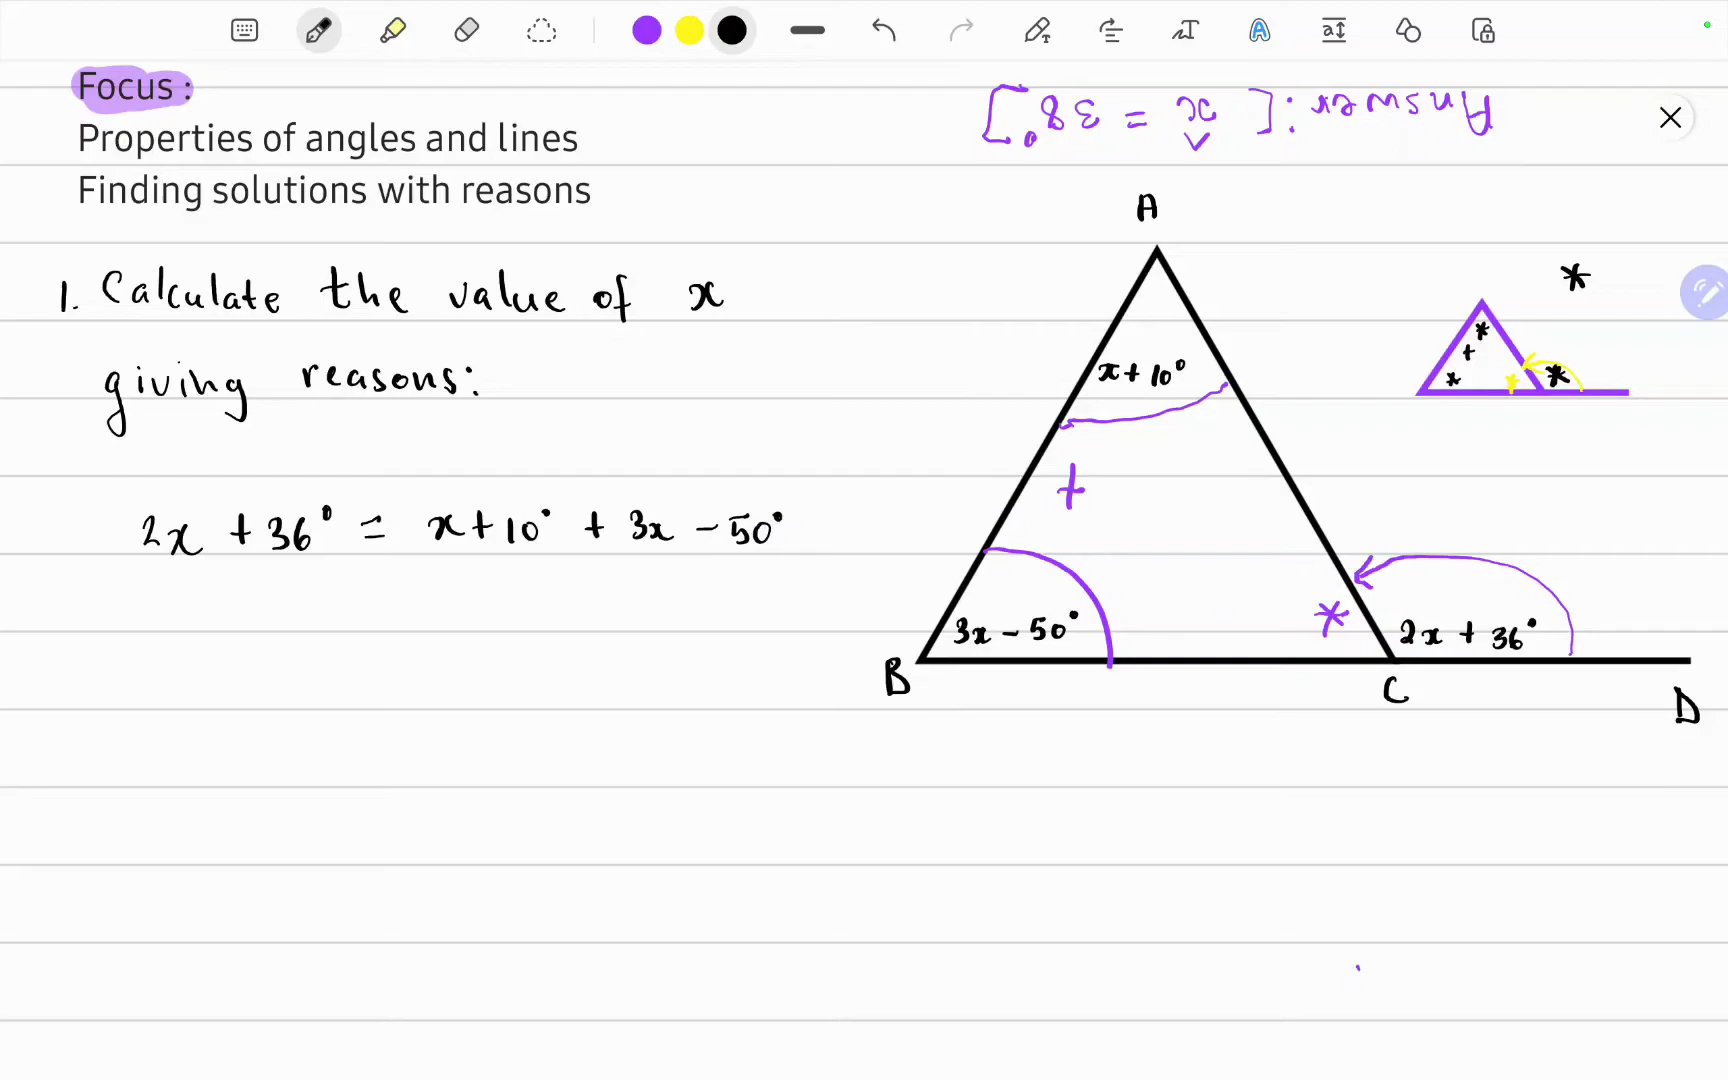 Focus :
Properties of angles and lines
Finding solutions with reasons
Answer: [ x̂ = 38° ]
1. Calculate the value of x
giving reasons:
2x + 36° = x + 10° + 3x - 50°
A
x + 10°
+
3x - 50°
*
2x + 36°
B
C
D
*
*
+
*
*
*